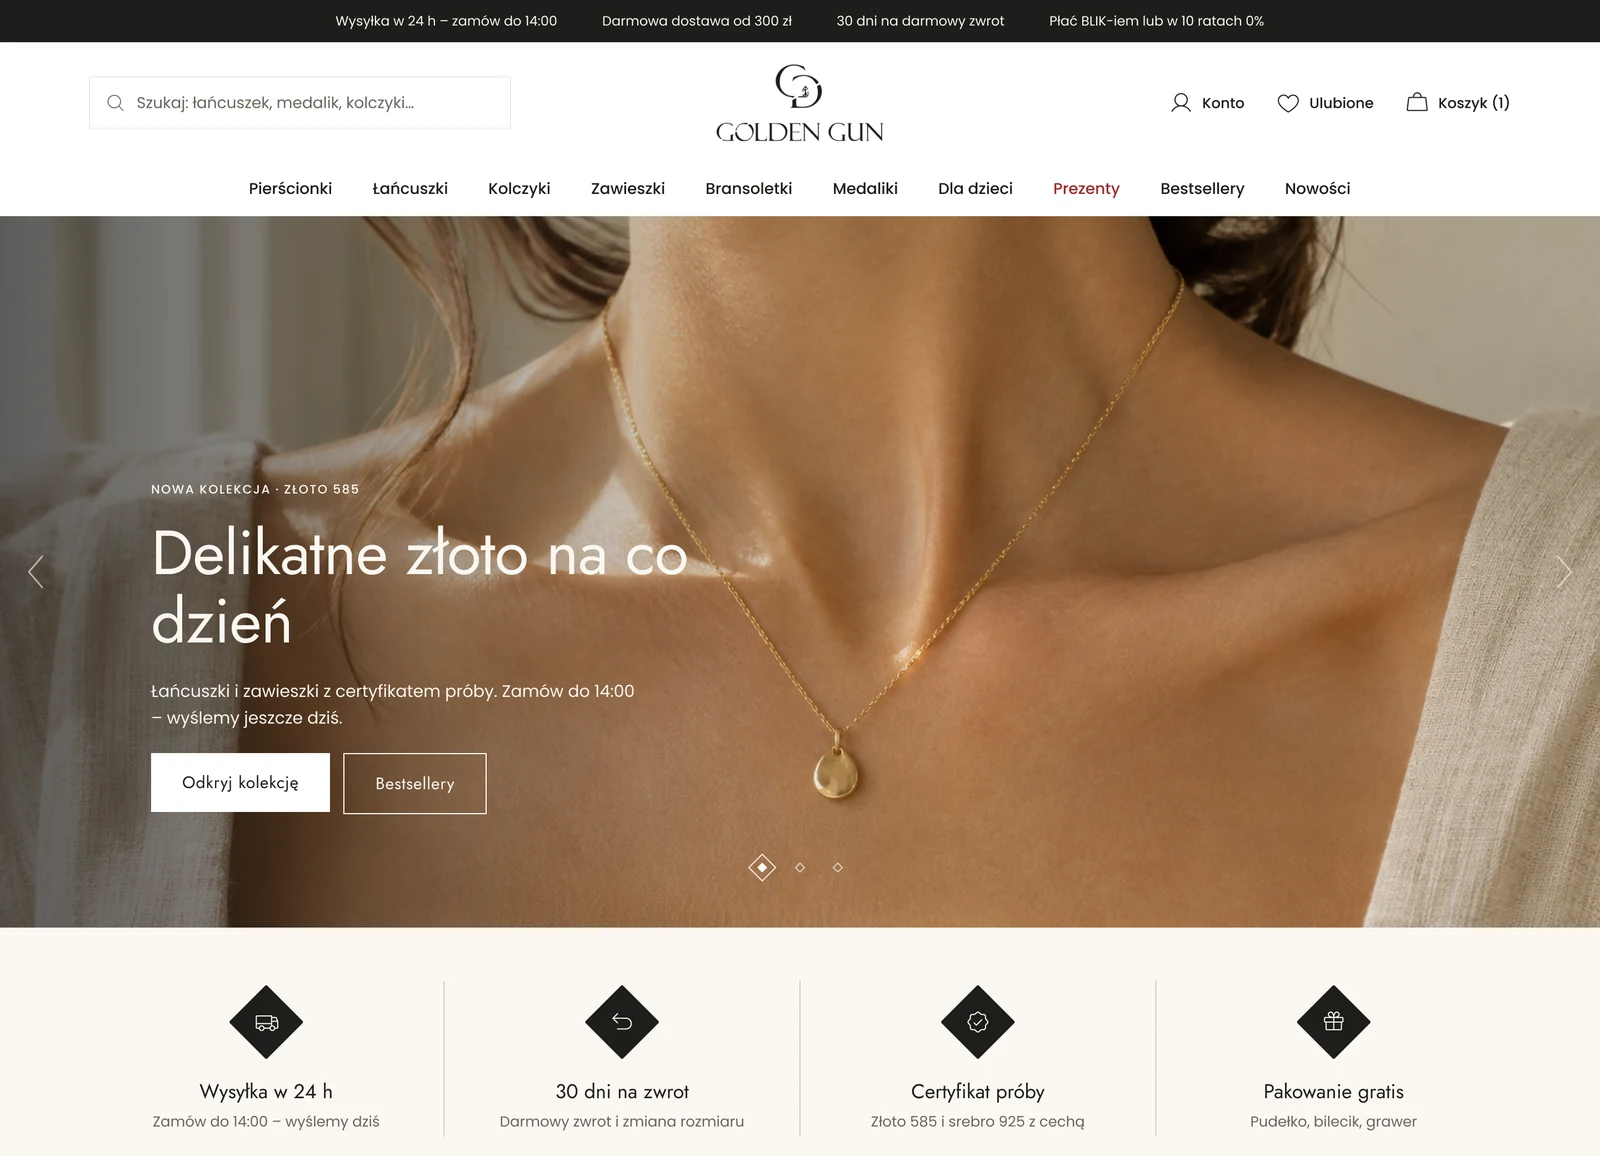 Wysyłka w 24 h – zamów do 14:00
Darmowa dostawa od 300 zł
30 dni na darmowy zwrot
Płać BLIK-iem lub w 10 ratach 0%
Szukaj: łańcuszek, medalik, kolczyki...
GOLDEN GUN
Konto
Ulubione
Koszyk (1)
Pierścionki
Łańcuszki
Kolczyki
Zawieszki
Bransoletki
Medaliki
Dla dzieci
Prezenty
Bestsellery
Nowości
NOWA KOLEKCJA · ZŁOTO 585
Delikatne złoto na co
dzień
Łańcuszki i zawieszki z certyfikatem próby. Zamów do 14:00
– wyślemy jeszcze dziś.
Odkryj kolekcję
Bestsellery
Wysyłka w 24 h
Zamów do 14:00 – wyślemy dziś
30 dni na zwrot
Darmowy zwrot i zmiana rozmiaru
Certyfikat próby
Złoto 585 i srebro 925 z cechą
Pakowanie gratis
Pudełko, bilecik, grawer